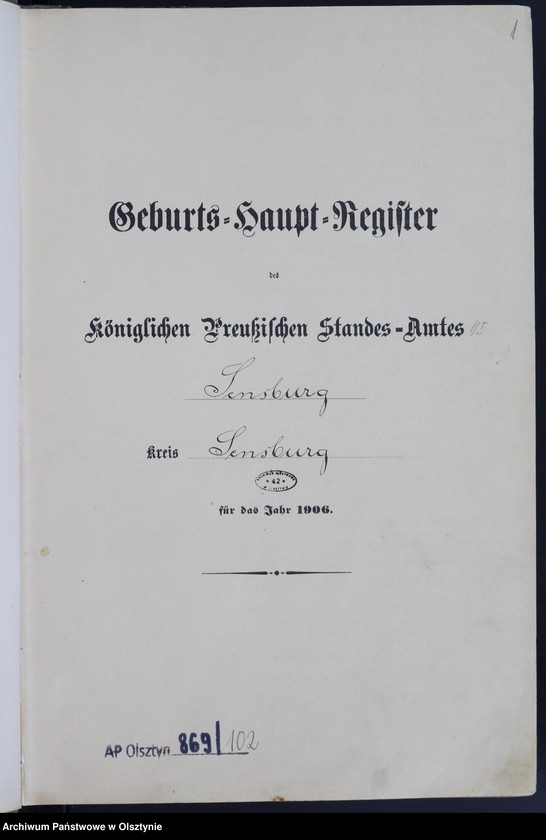 1
Geburts-Haupt-Register
des
Königlichen Preußischen Standes-Amtes
Sensburg
Kreis Sensburg
* 42 *
für das Jahr 1906.
AP Olsztyn 869/102
Archiwum Państwowe w Olsztynie